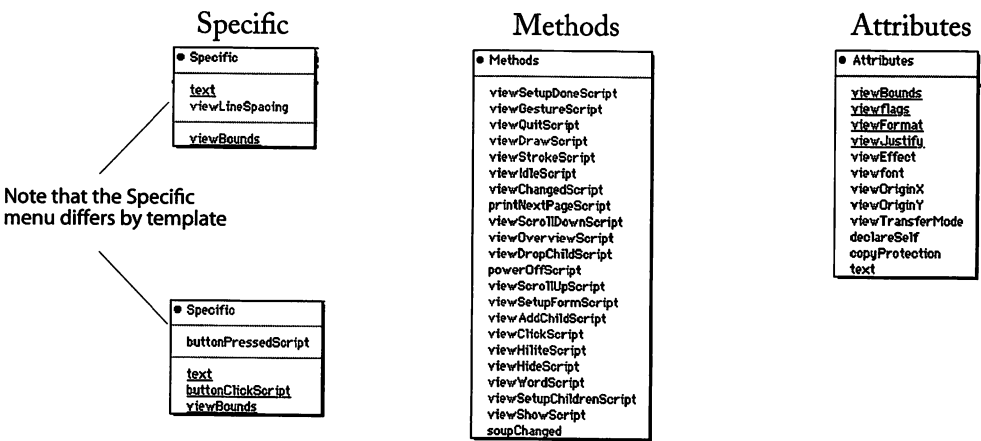 Specific
• Specific
text
viewLineSpacing
viewBounds
Note that the Specific
menu differs by template
• Specific
buttonPressedScript
text
buttonClickScript
viewBounds
Methods
• Methods
viewSetupDoneScript
viewGestureScript
viewQuitScript
viewDrawScript
viewStrokeScript
viewIdleScript
viewChangedScript
printNextPageScript
viewScrollDownScript
viewOverviewScript
viewDropChildScript
powerOffScript
viewScrollUpScript
viewSetupFormScript
viewAddChildScript
viewClickScript
viewHiliteScript
viewHideScript
viewWordScript
viewSetupChildrenScript
viewShowScript
soupChanged
Attributes
• Attributes
viewBounds
viewflags
viewFormat
viewJustify
viewEffect
viewfont
viewOriginX
viewOriginY
viewTransferMode
declareSelf
copyProtection
text